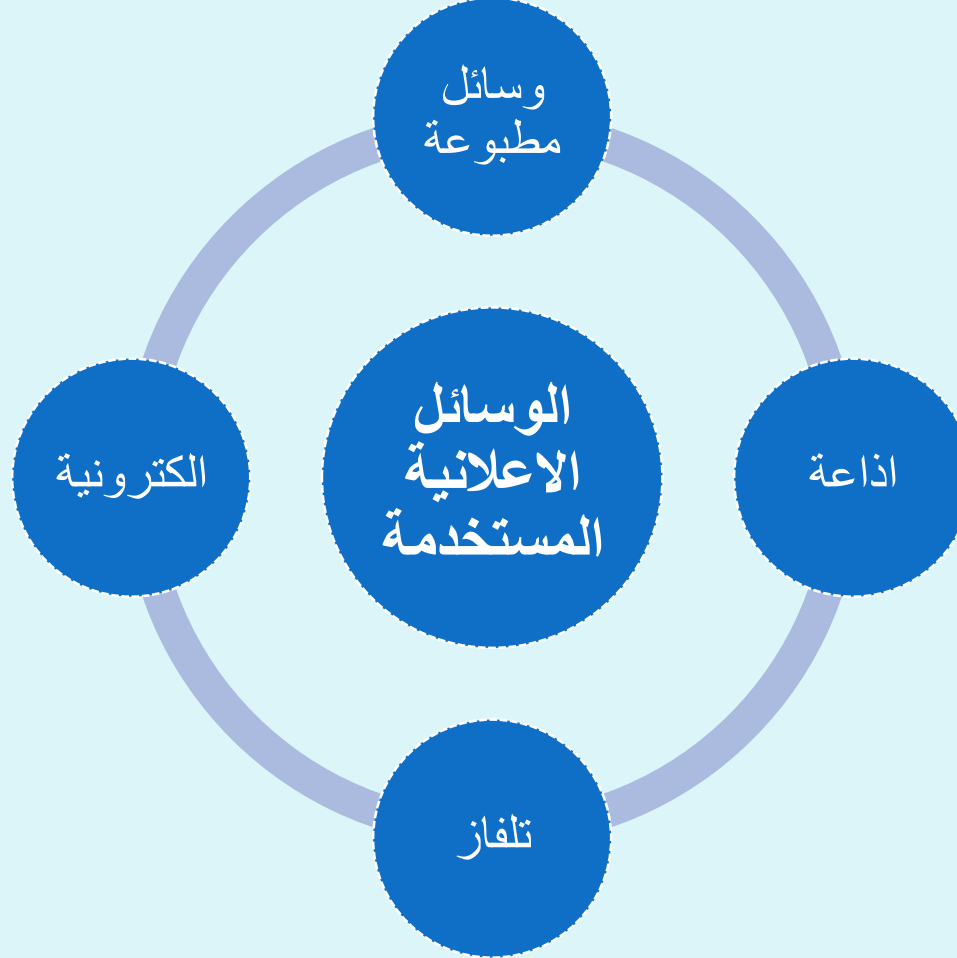 وسائل
مطبوعة
الوسائل
الاعلانية
المستخدمة
اذاعة
الكترونية
تلفاز